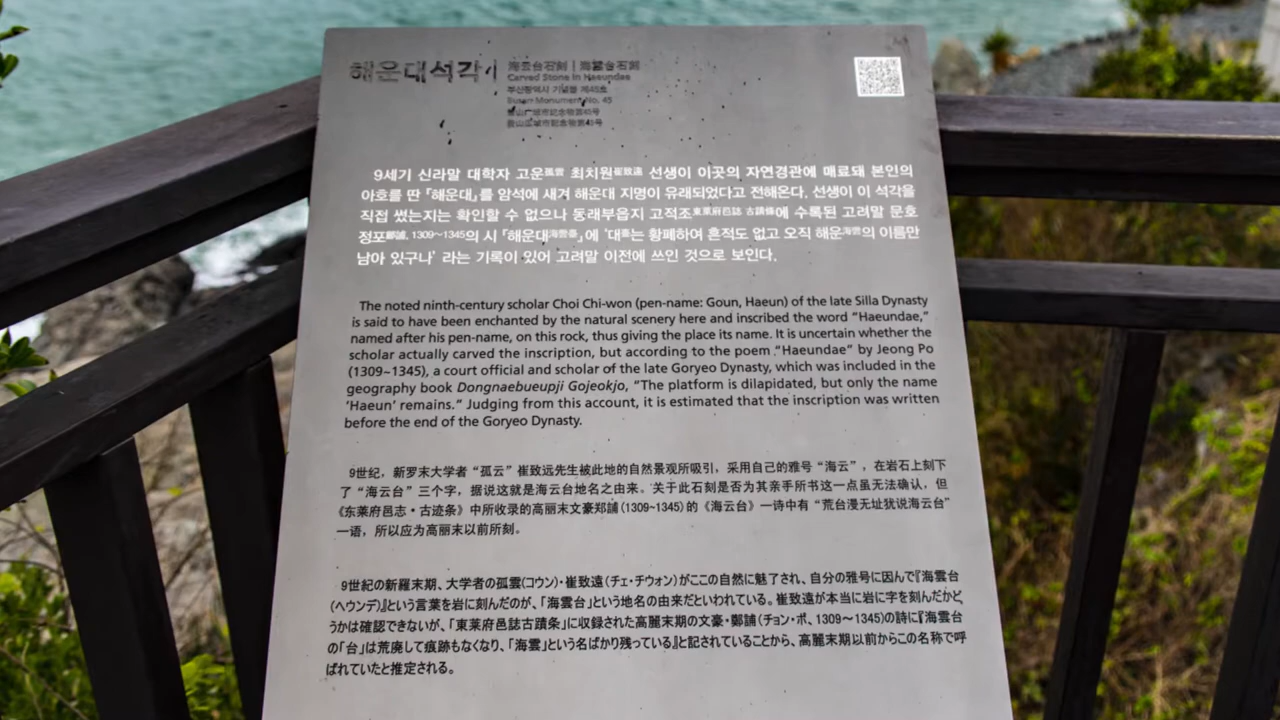 해운대석각
海云台石刻 | 海雲台石刻
Carved Stone in Haeundae
부산광역시 기념물 제45호
Busan Monument No. 45
釜山广域市纪念物第45号
釜山広域市記念物第45号
9세기 신라말 대학자 고운孤雲 최치원崔致遠 선생이 이곳의 자연경관에 매료돼 본인의
아호를 딴 「해운대」를 암석에 새겨 해운대 지명이 유래되었다고 전해온다. 선생이 이 석각을
직접 썼는지는 확인할 수 없으나 동래부읍지 고적조東萊府邑誌 古蹟條에 수록된 고려말 문호
정포鄭誧, 1309~1345의 시 「해운대海雲臺」에 '대臺는 황폐하여 흔적도 없고 오직 해운海雲의 이름만
남아 있구나' 라는 기록이 있어 고려말 이전에 쓰인 것으로 보인다.
The noted ninth-century scholar Choi Chi-won (pen-name: Goun, Haeun) of the late Silla Dynasty
is said to have been enchanted by the natural scenery here and inscribed the word “Haeundae,”
named after his pen-name, on this rock, thus giving the place its name. It is uncertain whether the
scholar actually carved the inscription, but according to the poem “Haeundae” by Jeong Po
(1309~1345), a court official and scholar of the late Goryeo Dynasty, which was included in the
geography book Dongnaebueupji Gojeokjo, “The platform is dilapidated, but only the name
‘Haeun’ remains.” Judging from this account, it is estimated that the inscription was written
before the end of the Goryeo Dynasty.
9世纪，新罗末大学者“孤云”崔致远先生被此地的自然景观所吸引，采用自己的雅号“海云”，在岩石上刻下
了“海云台”三个字，据说这就是海云台地名之由来。关于此石刻是否为其亲手所书这一点虽无法确认，但
《东莱府邑志·古迹条》中所收录的高丽末文豪郑誧(1309~1345)的《海云台》一诗中有“荒台漫无址犹说海云台”
一语，所以应为高丽末以前所刻。
9世紀の新羅末期、大学者の孤雲(コウン)・崔致遠(チェ・チウォン)がここの自然に魅了され、自分の雅号に因んで『海雲台
(ヘウンデ)』という言葉を岩に刻んだのが、「海雲台」という地名の由来だといわれている。崔致遠が本当に岩に字を刻んだかど
うかは確認できないが、「東莱府邑誌古蹟条」に収録された高麗末期の文豪・鄭誧(チョン・ポ、1309~1345)の詩に『海雲台
の「台」は荒廃して痕跡もなくなり、「海雲」という名ばかり残っている』と記されていることから、高麗末期以前からこの名称で呼
ばれていたと推定される。